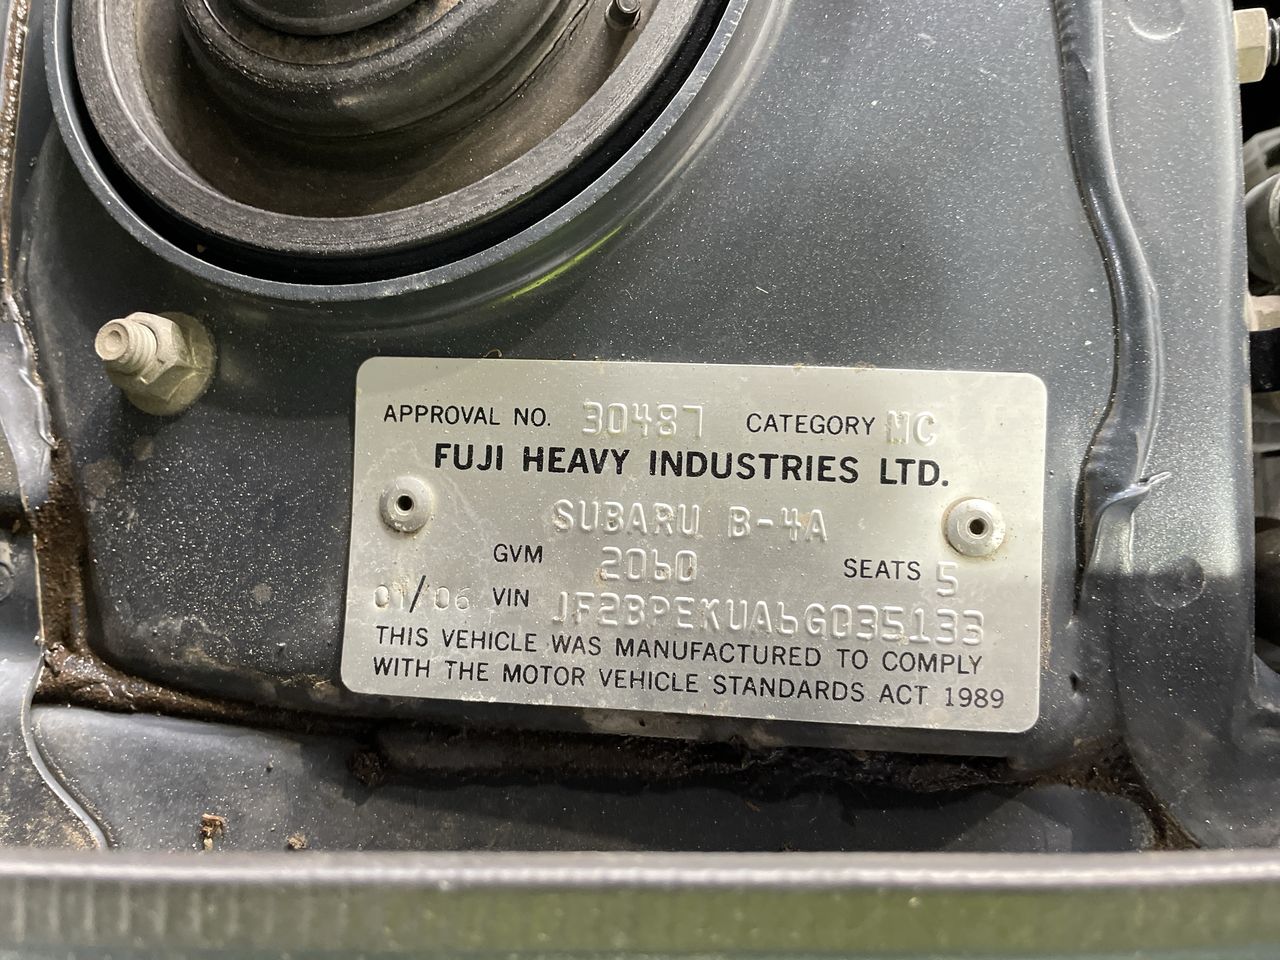 APPROVAL NO. 30487 CATEGORY MC
FUJI HEAVY INDUSTRIES LTD.
SUBARU B-4A
GVM 2060 SEATS 5
01/06 VIN JF2BPEKUA6G035133
THIS VEHICLE WAS MANUFACTURED TO COMPLY
WITH THE MOTOR VEHICLE STANDARDS ACT 1989